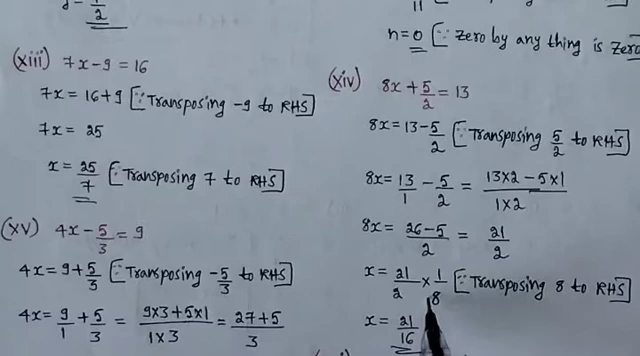 1/2
n=0 [∵ zero by any thing is zero]
(xiii) 7x-9=16
7x=16+9 [∵ Transposing -9 to RHS]
7x=25
x=25/7 [∵ Transposing 7 to RHS]
(xiv) 8x+5/2=13
8x=13-5/2 [∵ Transposing 5/2 to RHS]
8x=13/1-5/2=13×2-5×1/1×2
8x=26-5/2=21/2
x=21/2×1/8 [∵ Transposing 8 to RHS]
x=21/16
(xv) 4x-5/3=9
4x=9+5/3 [∵ Transposing -5/3 to RHS]
4x=9/1+5/3=9×3+5×1/1×3=27+5/3